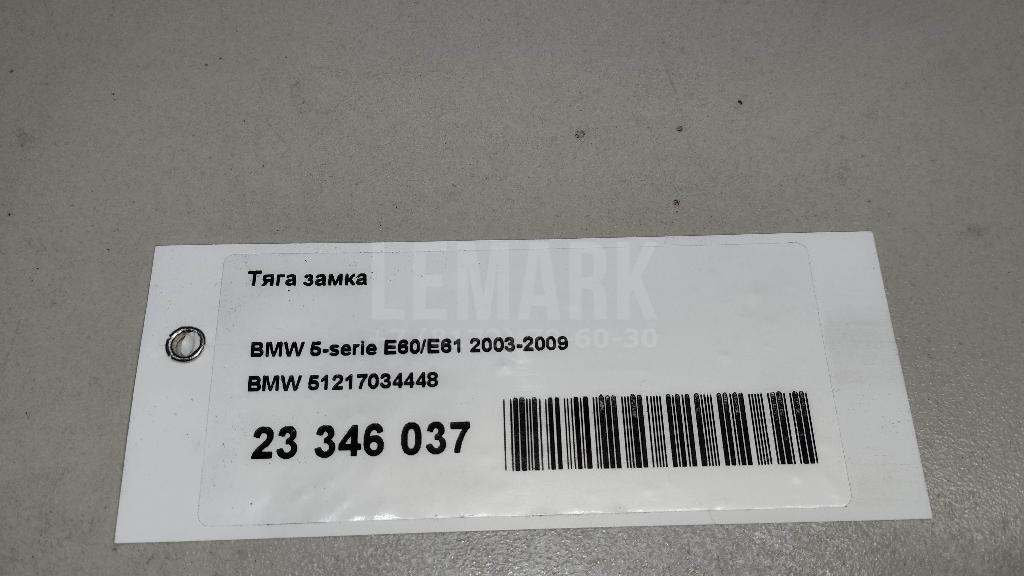 Тяга замка
LEMARK
BMW 5-serie E60/E61 2003-2009
BMW 51217034448
23 346 037